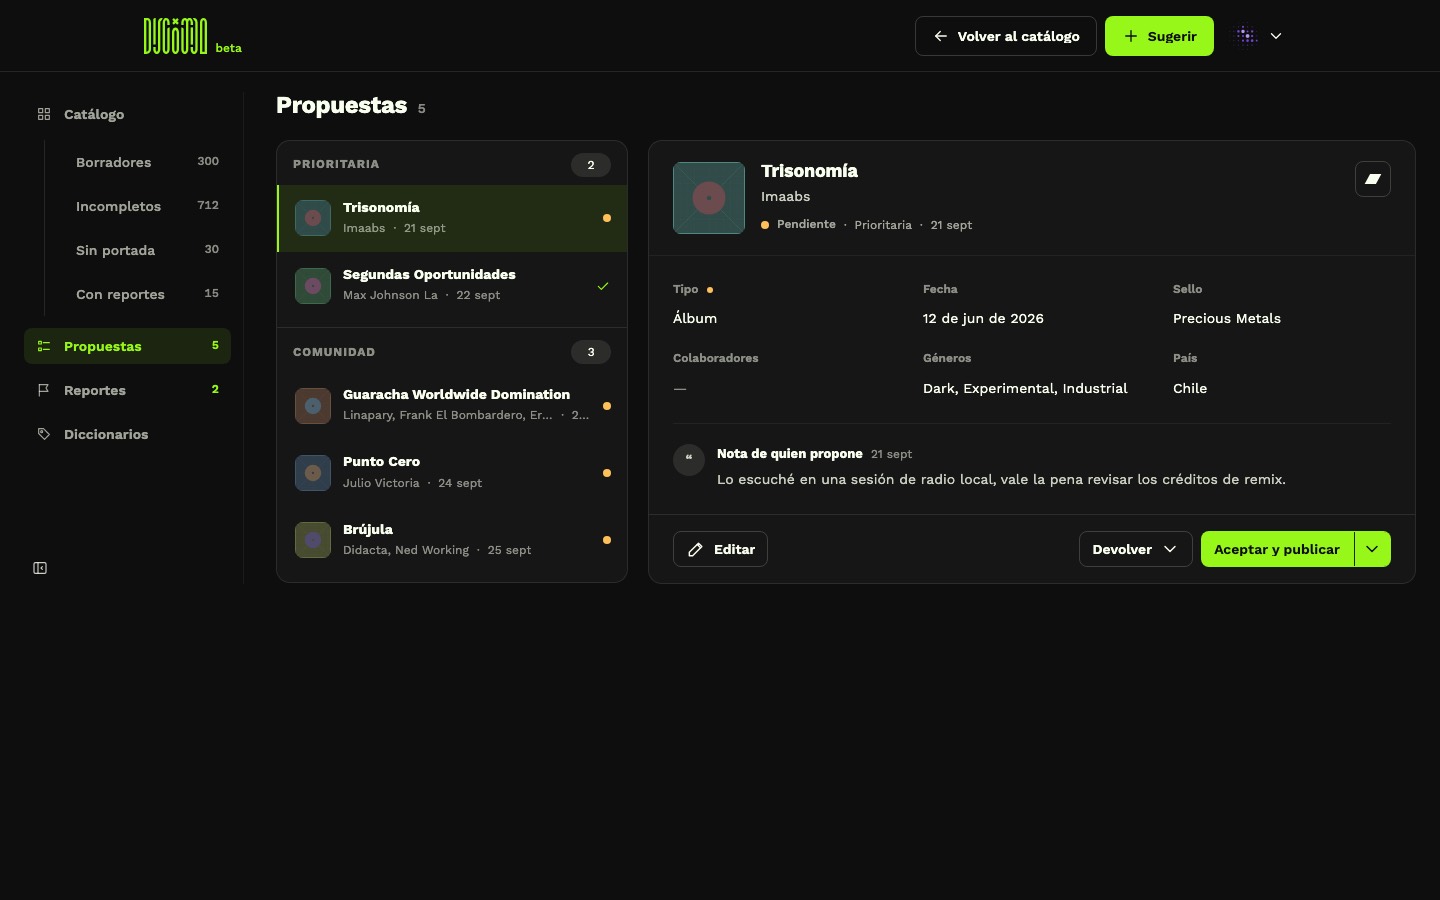 beta
Volver al catálogo
Sugerir
Catálogo
Borradores 300
Incompletos 712
Sin portada 30
Con reportes 15
Propuestas 5
Reportes 2
Diccionarios
Propuestas 5
PRIORITARIA 2
Trisonomía
Imaabs · 21 sept
Segundas Oportunidades
Max Johnson La · 22 sept
COMUNIDAD 3
Guaracha Worldwide Domination
Linapary, Frank El Bombardero, Er... · 2...
Punto Cero
Julio Victoria · 24 sept
Brújula
Didacta, Ned Working · 25 sept
Trisonomía
Imaabs
Pendiente · Prioritaria · 21 sept
Tipo Fecha Sello
Álbum 12 de jun de 2026 Precious Metals
Colaboradores Géneros País
— Dark, Experimental, Industrial Chile
“ Nota de quien propone 21 sept
Lo escuché en una sesión de radio local, vale la pena revisar los créditos de remix.
Editar Devolver Aceptar y publicar